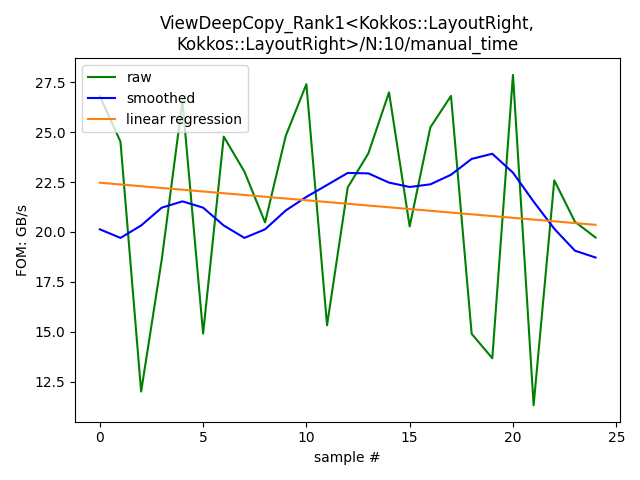 ViewDeepCopy_Rank1<Kokkos::LayoutRight,
Kokkos::LayoutRight>/N:10/manual_time
raw
smoothed
linear regression
27.5
25.0
22.5
20.0
17.5
15.0
12.5
FOM: GB/s
0
5
10
15
20
25
sample #